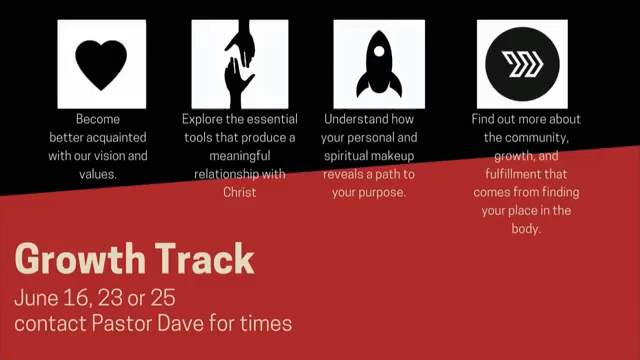 Become
better acquainted
with our vision and
values.
Explore the essential
tools that produce a
meaningful
relationship with
Christ
Understand how
your personal and
spiritual makeup
reveals a path to
your purpose.
Find out more about
the community,
growth, and
fulfillment that
comes from finding
your place in the
body.
Growth Track
June 16, 23 or 25
contact Pastor Dave for times